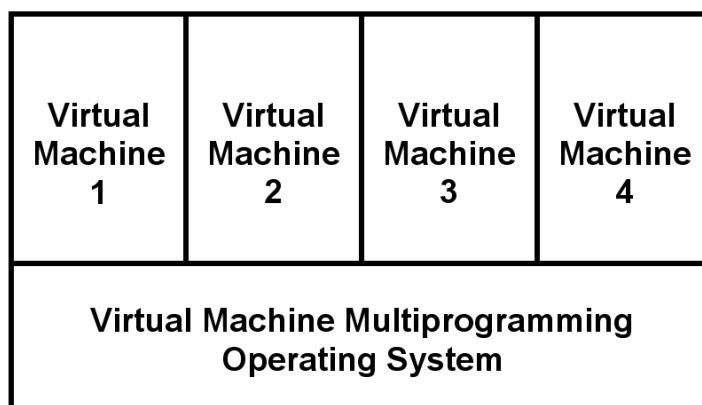 Virtual
Machine
1
Virtual
Machine
2
Virtual
Machine
3
Virtual
Machine
4
Virtual Machine Multiprogramming
Operating System